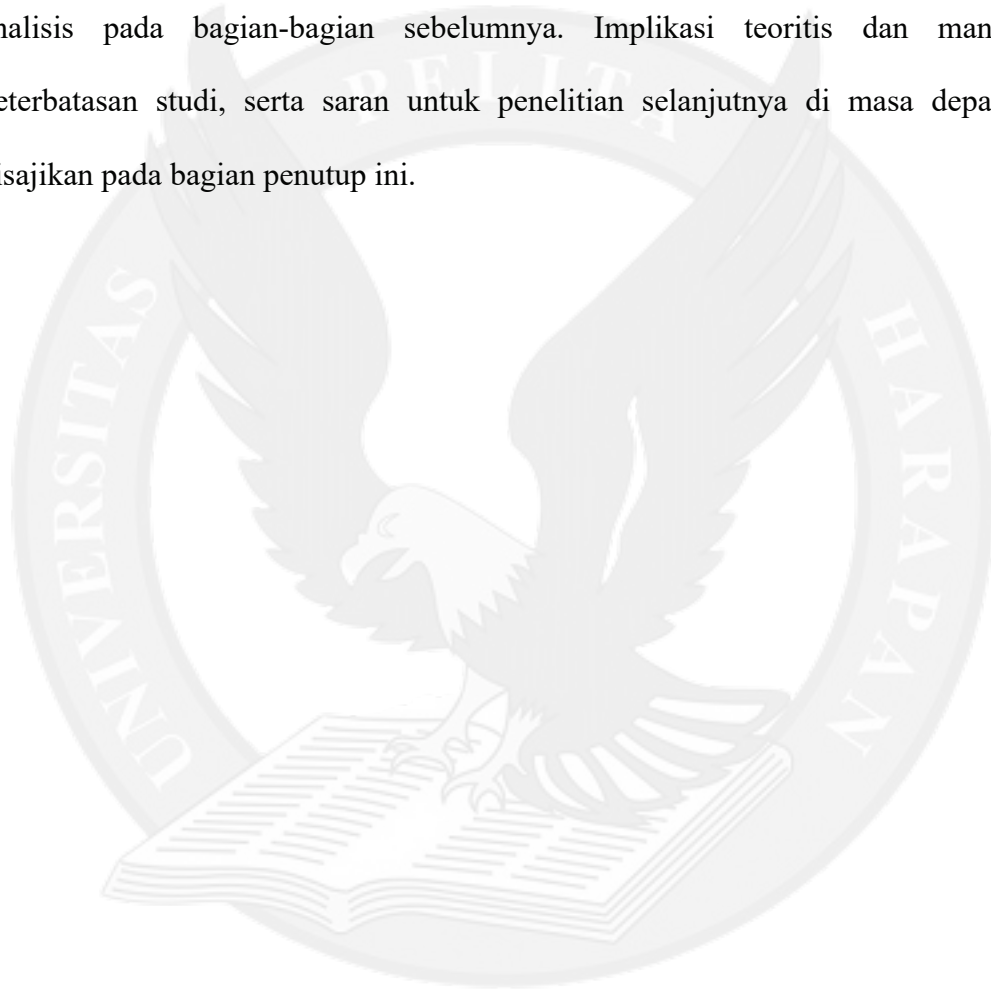 nalisis pada bagian-bagian sebelumnya. Implikasi teoritis dan man
eterbatasan studi, serta saran untuk penelitian selanjutnya di masa depa
isajikan pada bagian penutup ini.
UNIVERSITAS
PELITA
HARAPAN